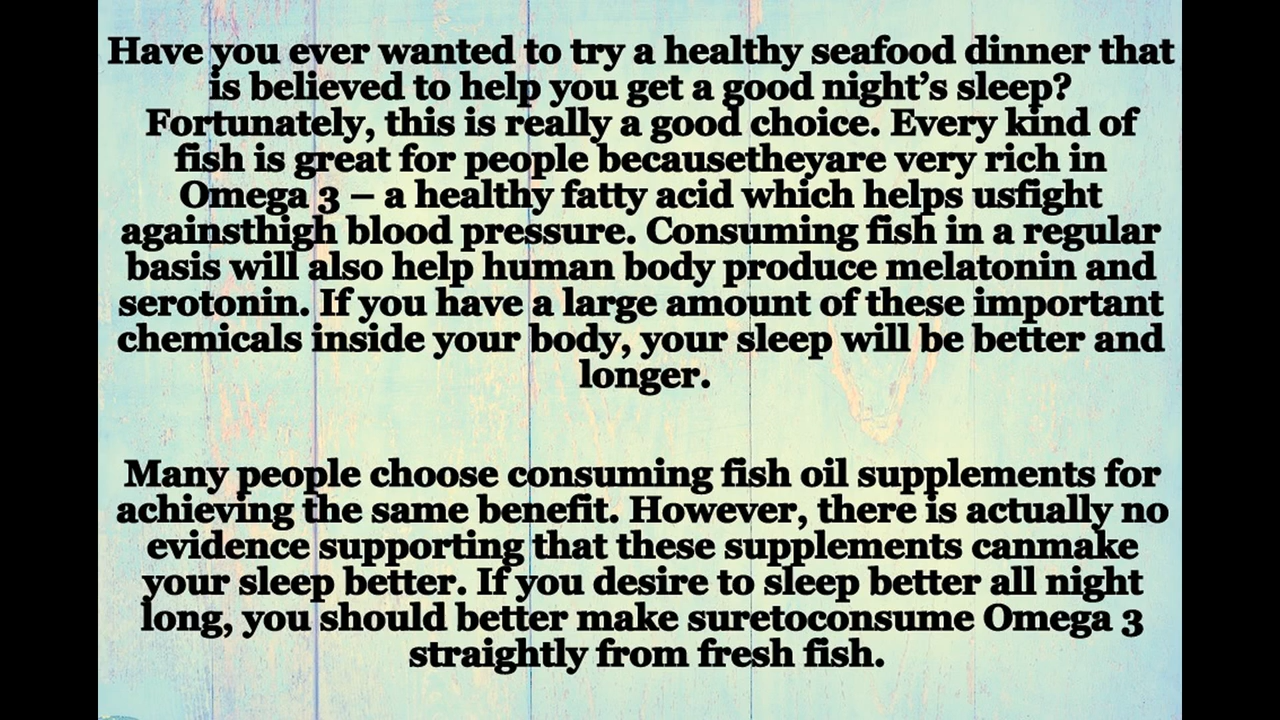 Have you ever wanted to try a healthy seafood dinner that
is believed to help you get a good night’s sleep?
Fortunately, this is really a good choice. Every kind of
fish is great for people becausetheyare very rich in
Omega 3 – a healthy fatty acid which helps usfight
againsthigh blood pressure. Consuming fish in a regular
basis will also help human body produce melatonin and
serotonin. If you have a large amount of these important
chemicals inside your body, your sleep will be better and
longer.
Many people choose consuming fish oil supplements for
achieving the same benefit. However, there is actually no
evidence supporting that these supplements canmake
your sleep better. If you desire to sleep better all night
long, you should better make suretoconsume Omega 3
straightly from fresh fish.